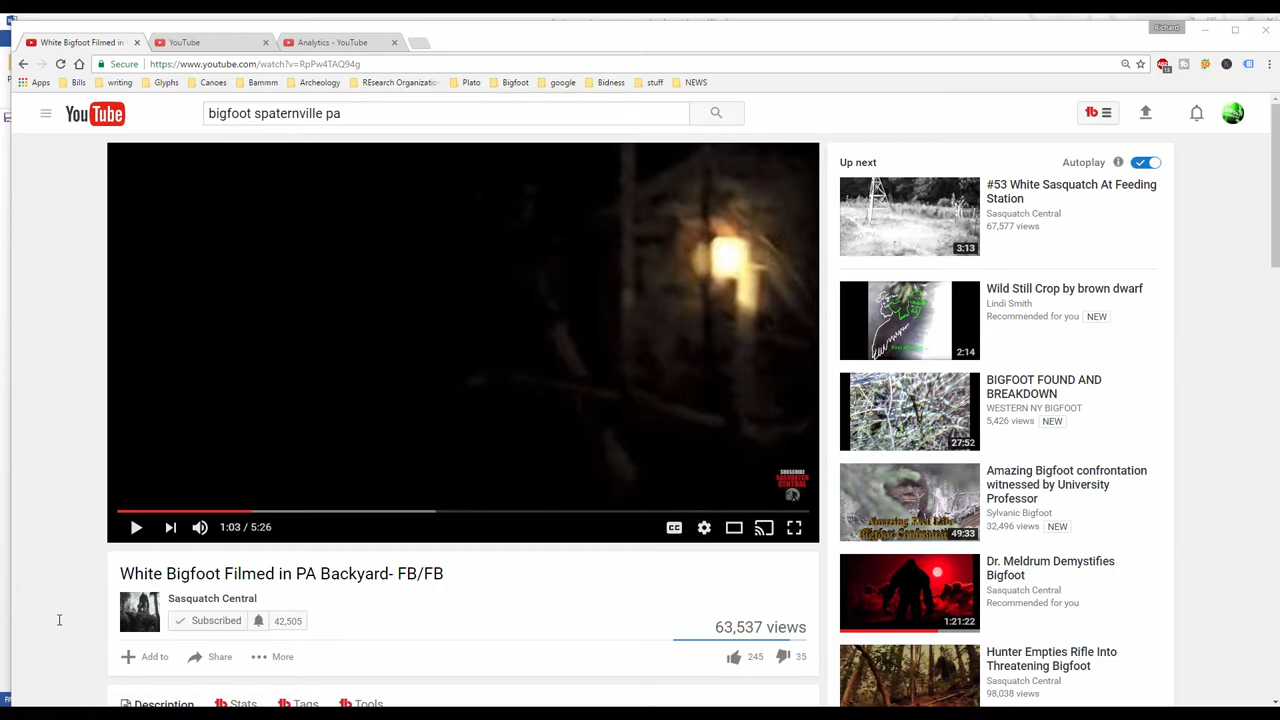 Richard
White Bigfoot Filmed in
YouTube
Analytics - YouTube
Secure
https://www.youtube.com/watch?v=RpPw4TAQ94g
Apps
Bills
writing
Glyphs
Canoes
Bammm
Archeology
REsearch Organizatio
Plato
Bigfoot
google
Bidness
stuff
NEWS
YouTube
bigfoot spaternville pa
Up next
Autoplay
#53 White Sasquatch At Feeding
Station
Sasquatch Central
67,577 views
3:13
Wild Still Crop by brown dwarf
Lindi Smith
Recommended for you NEW
2:14
BIGFOOT FOUND AND
BREAKDOWN
WESTERN NY BIGFOOT
5,426 views NEW
27:52
Amazing Bigfoot confrontation
witnessed by University
Professor
Sylvanic Bigfoot
32,496 views NEW
49:33
Dr. Meldrum Demystifies
Bigfoot
Sasquatch Central
Recommended for you
1:21:22
Hunter Empties Rifle Into
Threatening Bigfoot
Sasquatch Central
98,038 views
SUBSCRIBE
SASQUATCH
CENTRAL
1:03 / 5:26
CC
White Bigfoot Filmed in PA Backyard- FB/FB
Sasquatch Central
Subscribed
42,505
63,537 views
Add to
Share
More
245
35
Description
Stats
Tags
Tools